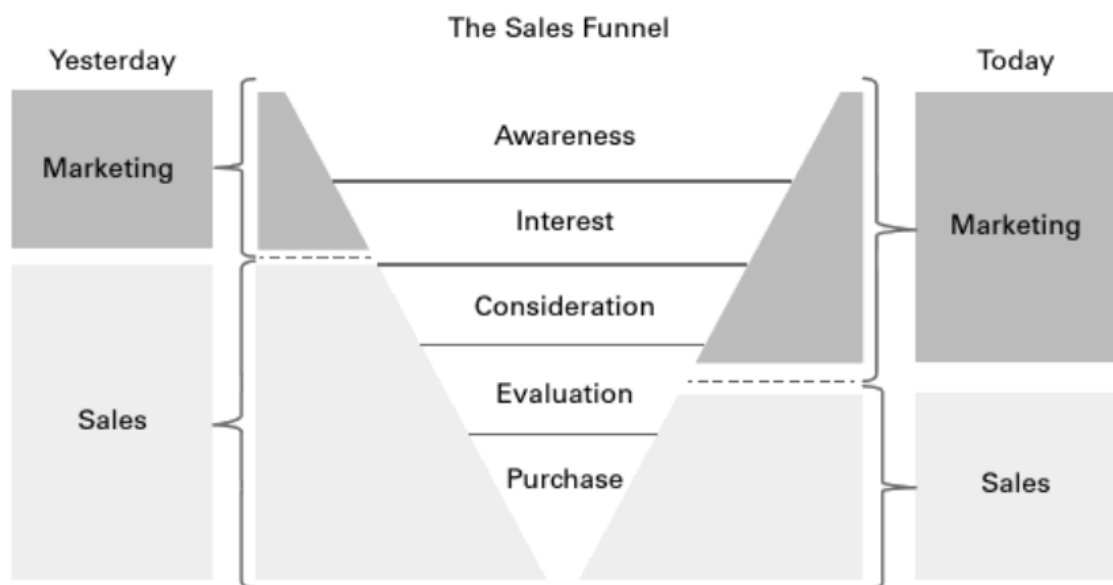 The Sales Funnel
Yesterday
Today
Awareness
Marketing
Interest
Marketing
Consideration
Evaluation
Sales
Purchase
Sales